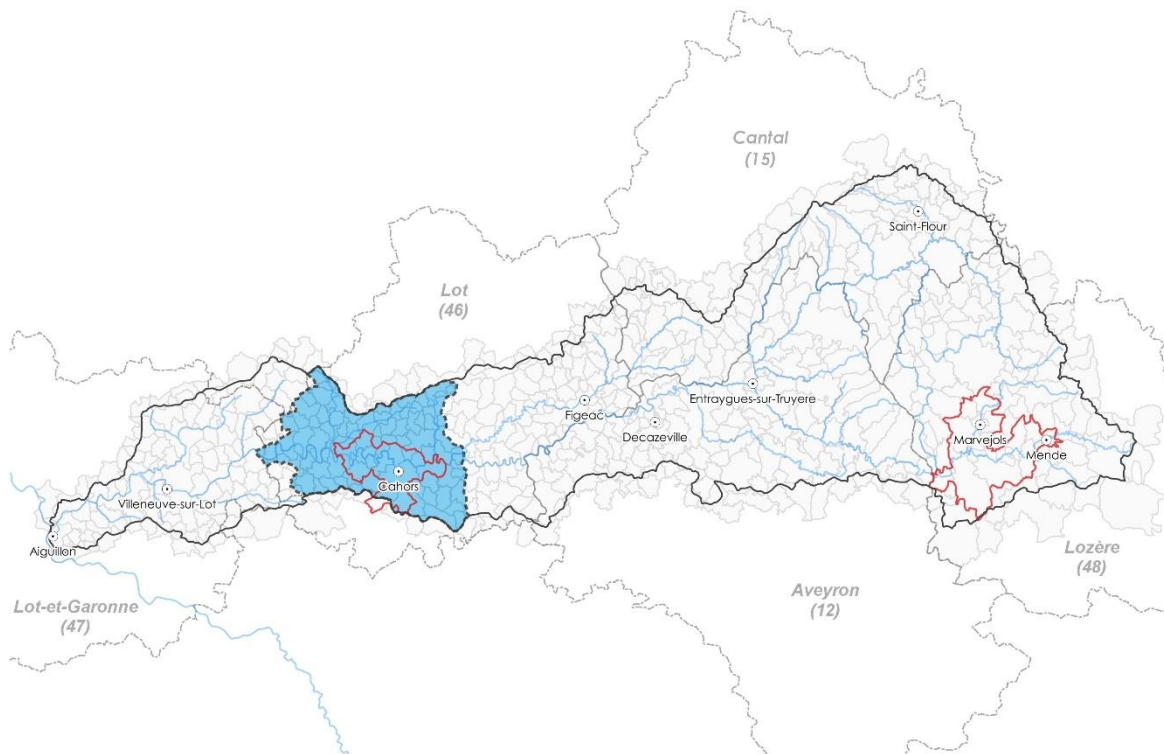 Cantal
(15)
Saint-Flour
Lot
(46)
Entraygues-sur-Truyere
Figeac
Decazeville
Marvejols
Mende
Cahors
Villeneuve-sur-Lot
Aiguillon
Lozère
(48)
Aveyron
(12)
Lot-et-Garonne
(47)